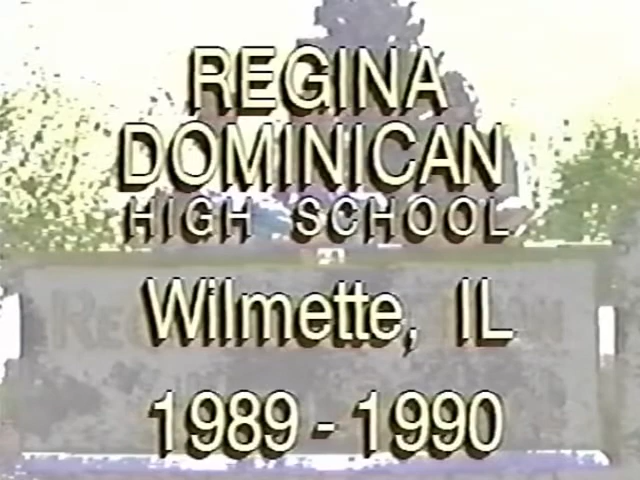 REGINA
DOMINICAN
HIGH SCHOOL
Wilmette, IL
1989 - 1990